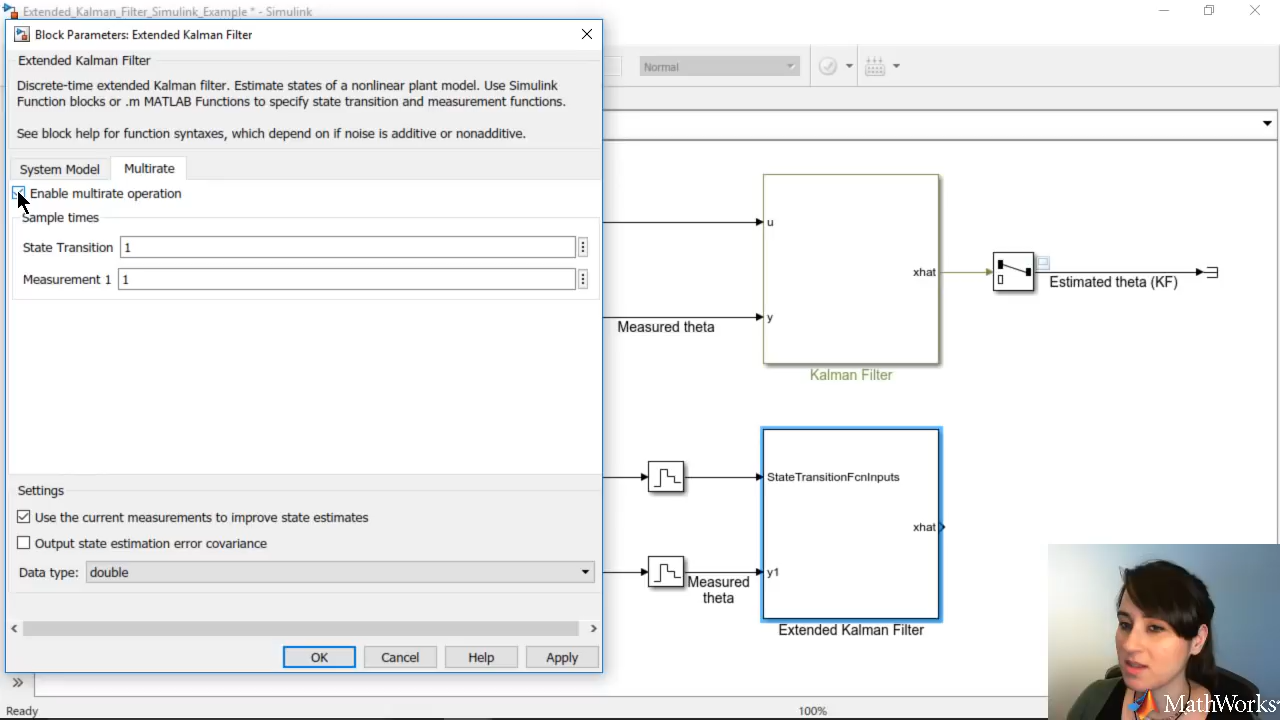 Extended_Kalman_Filter_Simulink_Example * - Simulink
Block Parameters: Extended Kalman Filter
Extended Kalman Filter
Discrete-time extended Kalman filter. Estimate states of a nonlinear plant model. Use Simulink
Function blocks or .m MATLAB Functions to specify state transition and measurement functions.
See block help for function syntaxes, which depend on if noise is additive or nonadditive.
System Model
Multirate
Enable multirate operation
Sample times
State Transition
1
Measurement 1
1
Settings
Use the current measurements to improve state estimates
Output state estimation error covariance
Data type:
double
OK
Cancel
Help
Apply
Normal
u
xhat
y
Measured theta
Kalman Filter
Estimated theta (KF)
StateTransitionFcnInputs
xhat
y1
Measured
theta
Extended Kalman Filter
Ready
100%
MathWorks